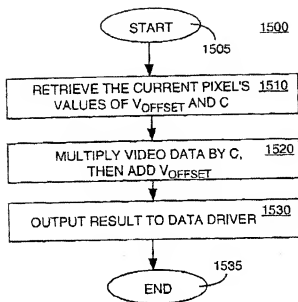 START
1500
1505
RETRIEVE THE CURRENT PIXEL'S 1510
VALUES OF VOFFSET AND C
MULTIPLY VIDEO DATA BY C, 1520
THEN ADD VOFFSET
OUTPUT RESULT TO DATA DRIVER 1530
1535
END